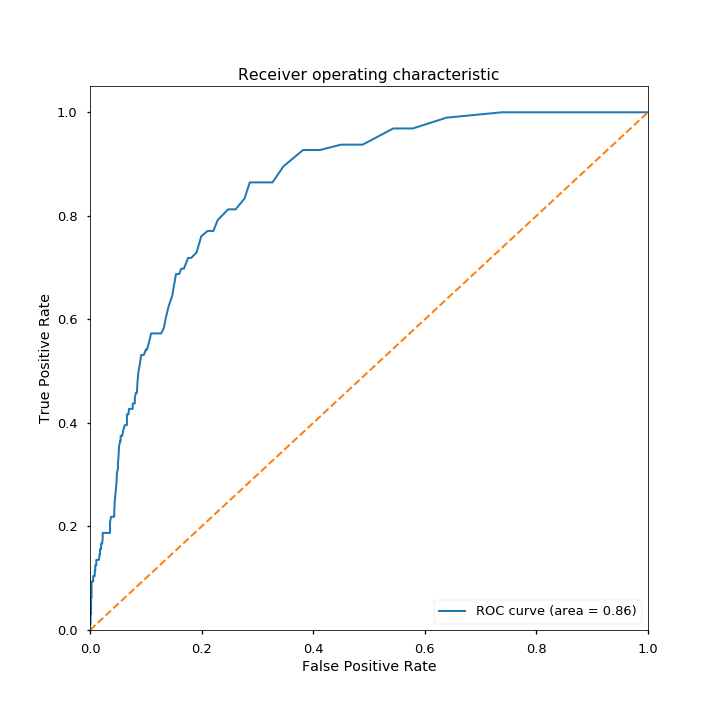 Receiver operating characteristic
1.0
0.8
0.6
0.4
0.2
0.0
True Positive Rate
ROC curve (area = 0.86)
0.0 0.2 0.4 0.6 0.8 1.0
False Positive Rate